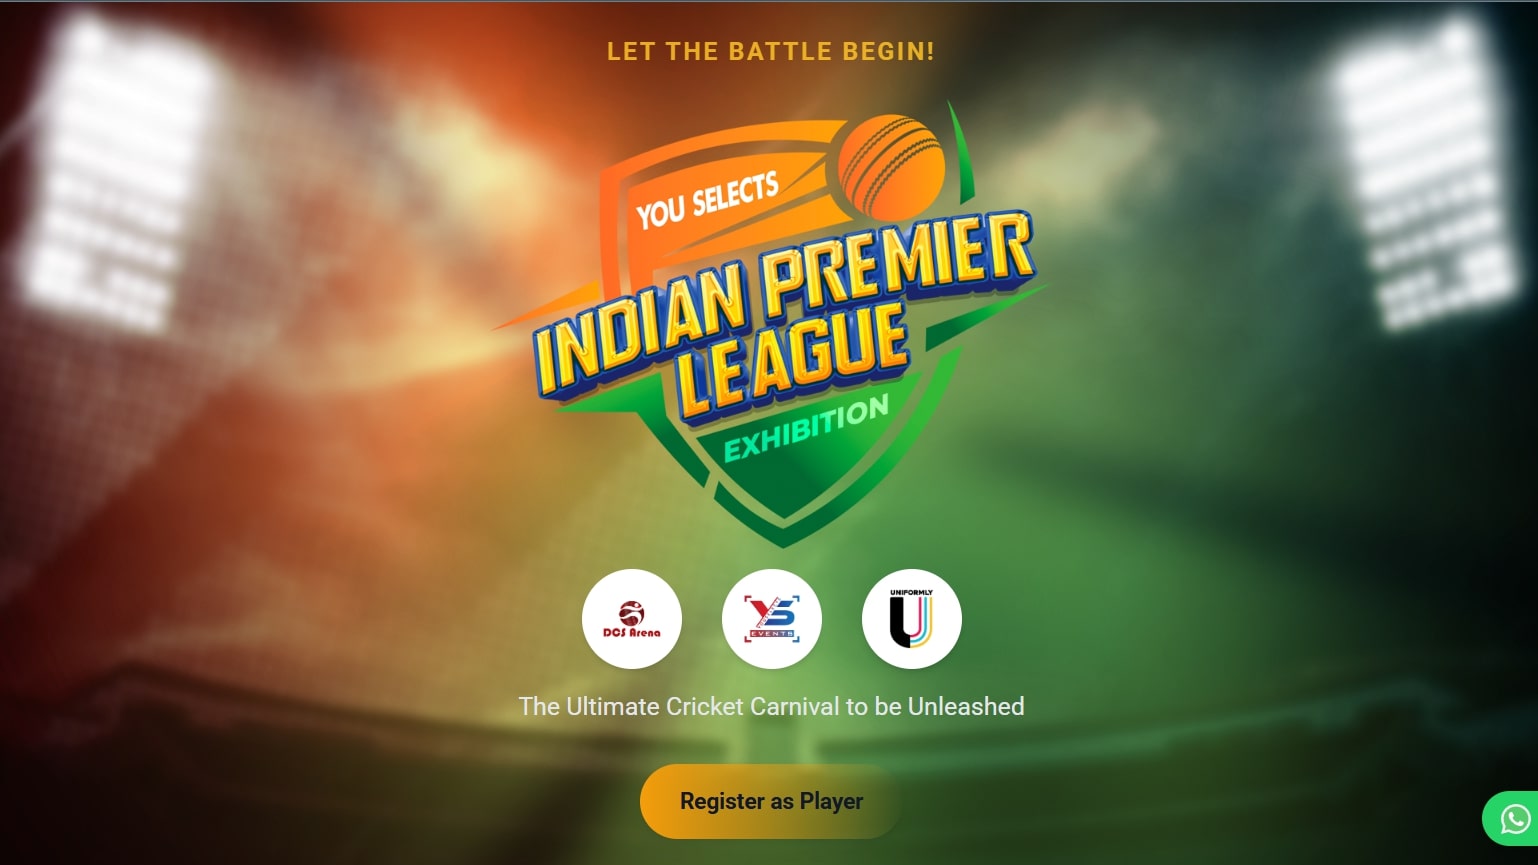 LET THE BATTLE BEGIN!
YOU SELECTS
INDIAN PREMIER
LEAGUE
EXHIBITION
DCS Arena
YS
EVENTS
UNIFORMLY
U
The Ultimate Cricket Carnival to be Unleashed
Register as Player